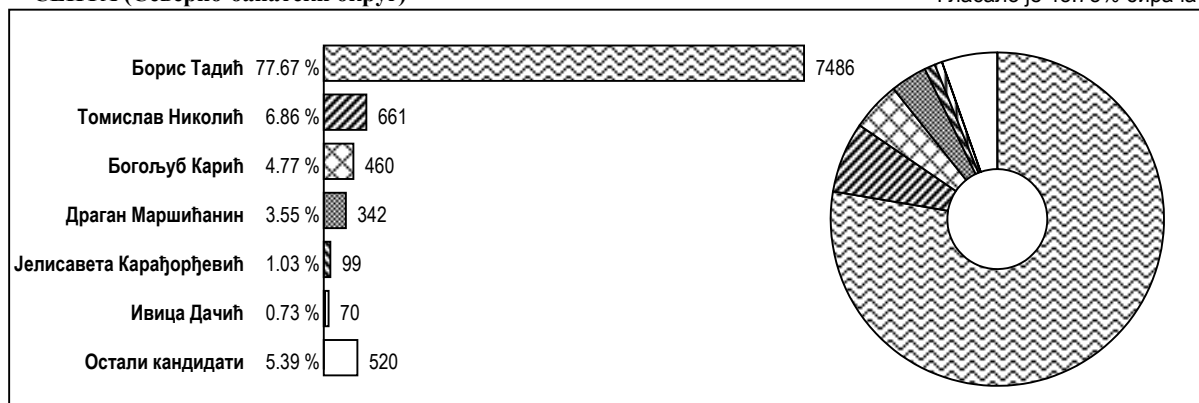 Борис Тадић 77.67 % 7486
Томислав Николић 6.86 % 661
Богољуб Карић 4.77 % 460
Драган Маршићанин 3.55 % 342
Јелисавета Карађорђевић 1.03 % 99
Ивица Дачић 0.73 % 70
Остали кандидати 5.39 % 520